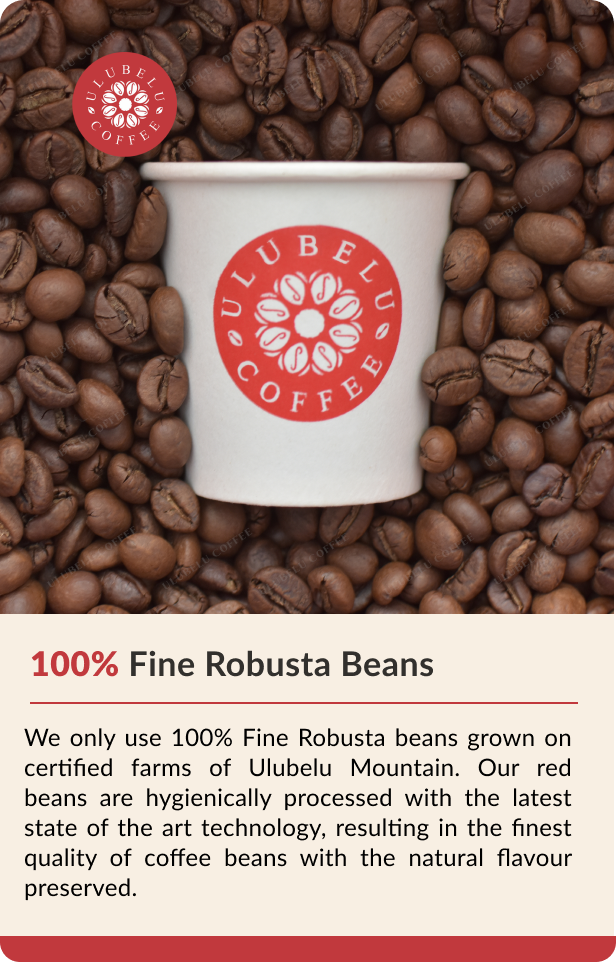 ULUBELU
COFFEE
ULUBELU
COFFEE
100% Fine Robusta Beans
We only use 100% Fine Robusta beans grown on
certified farms of Ulubelu Mountain. Our red
beans are hygienically processed with the latest
state of the art technology, resulting in the finest
quality of coffee beans with the natural flavour
preserved.